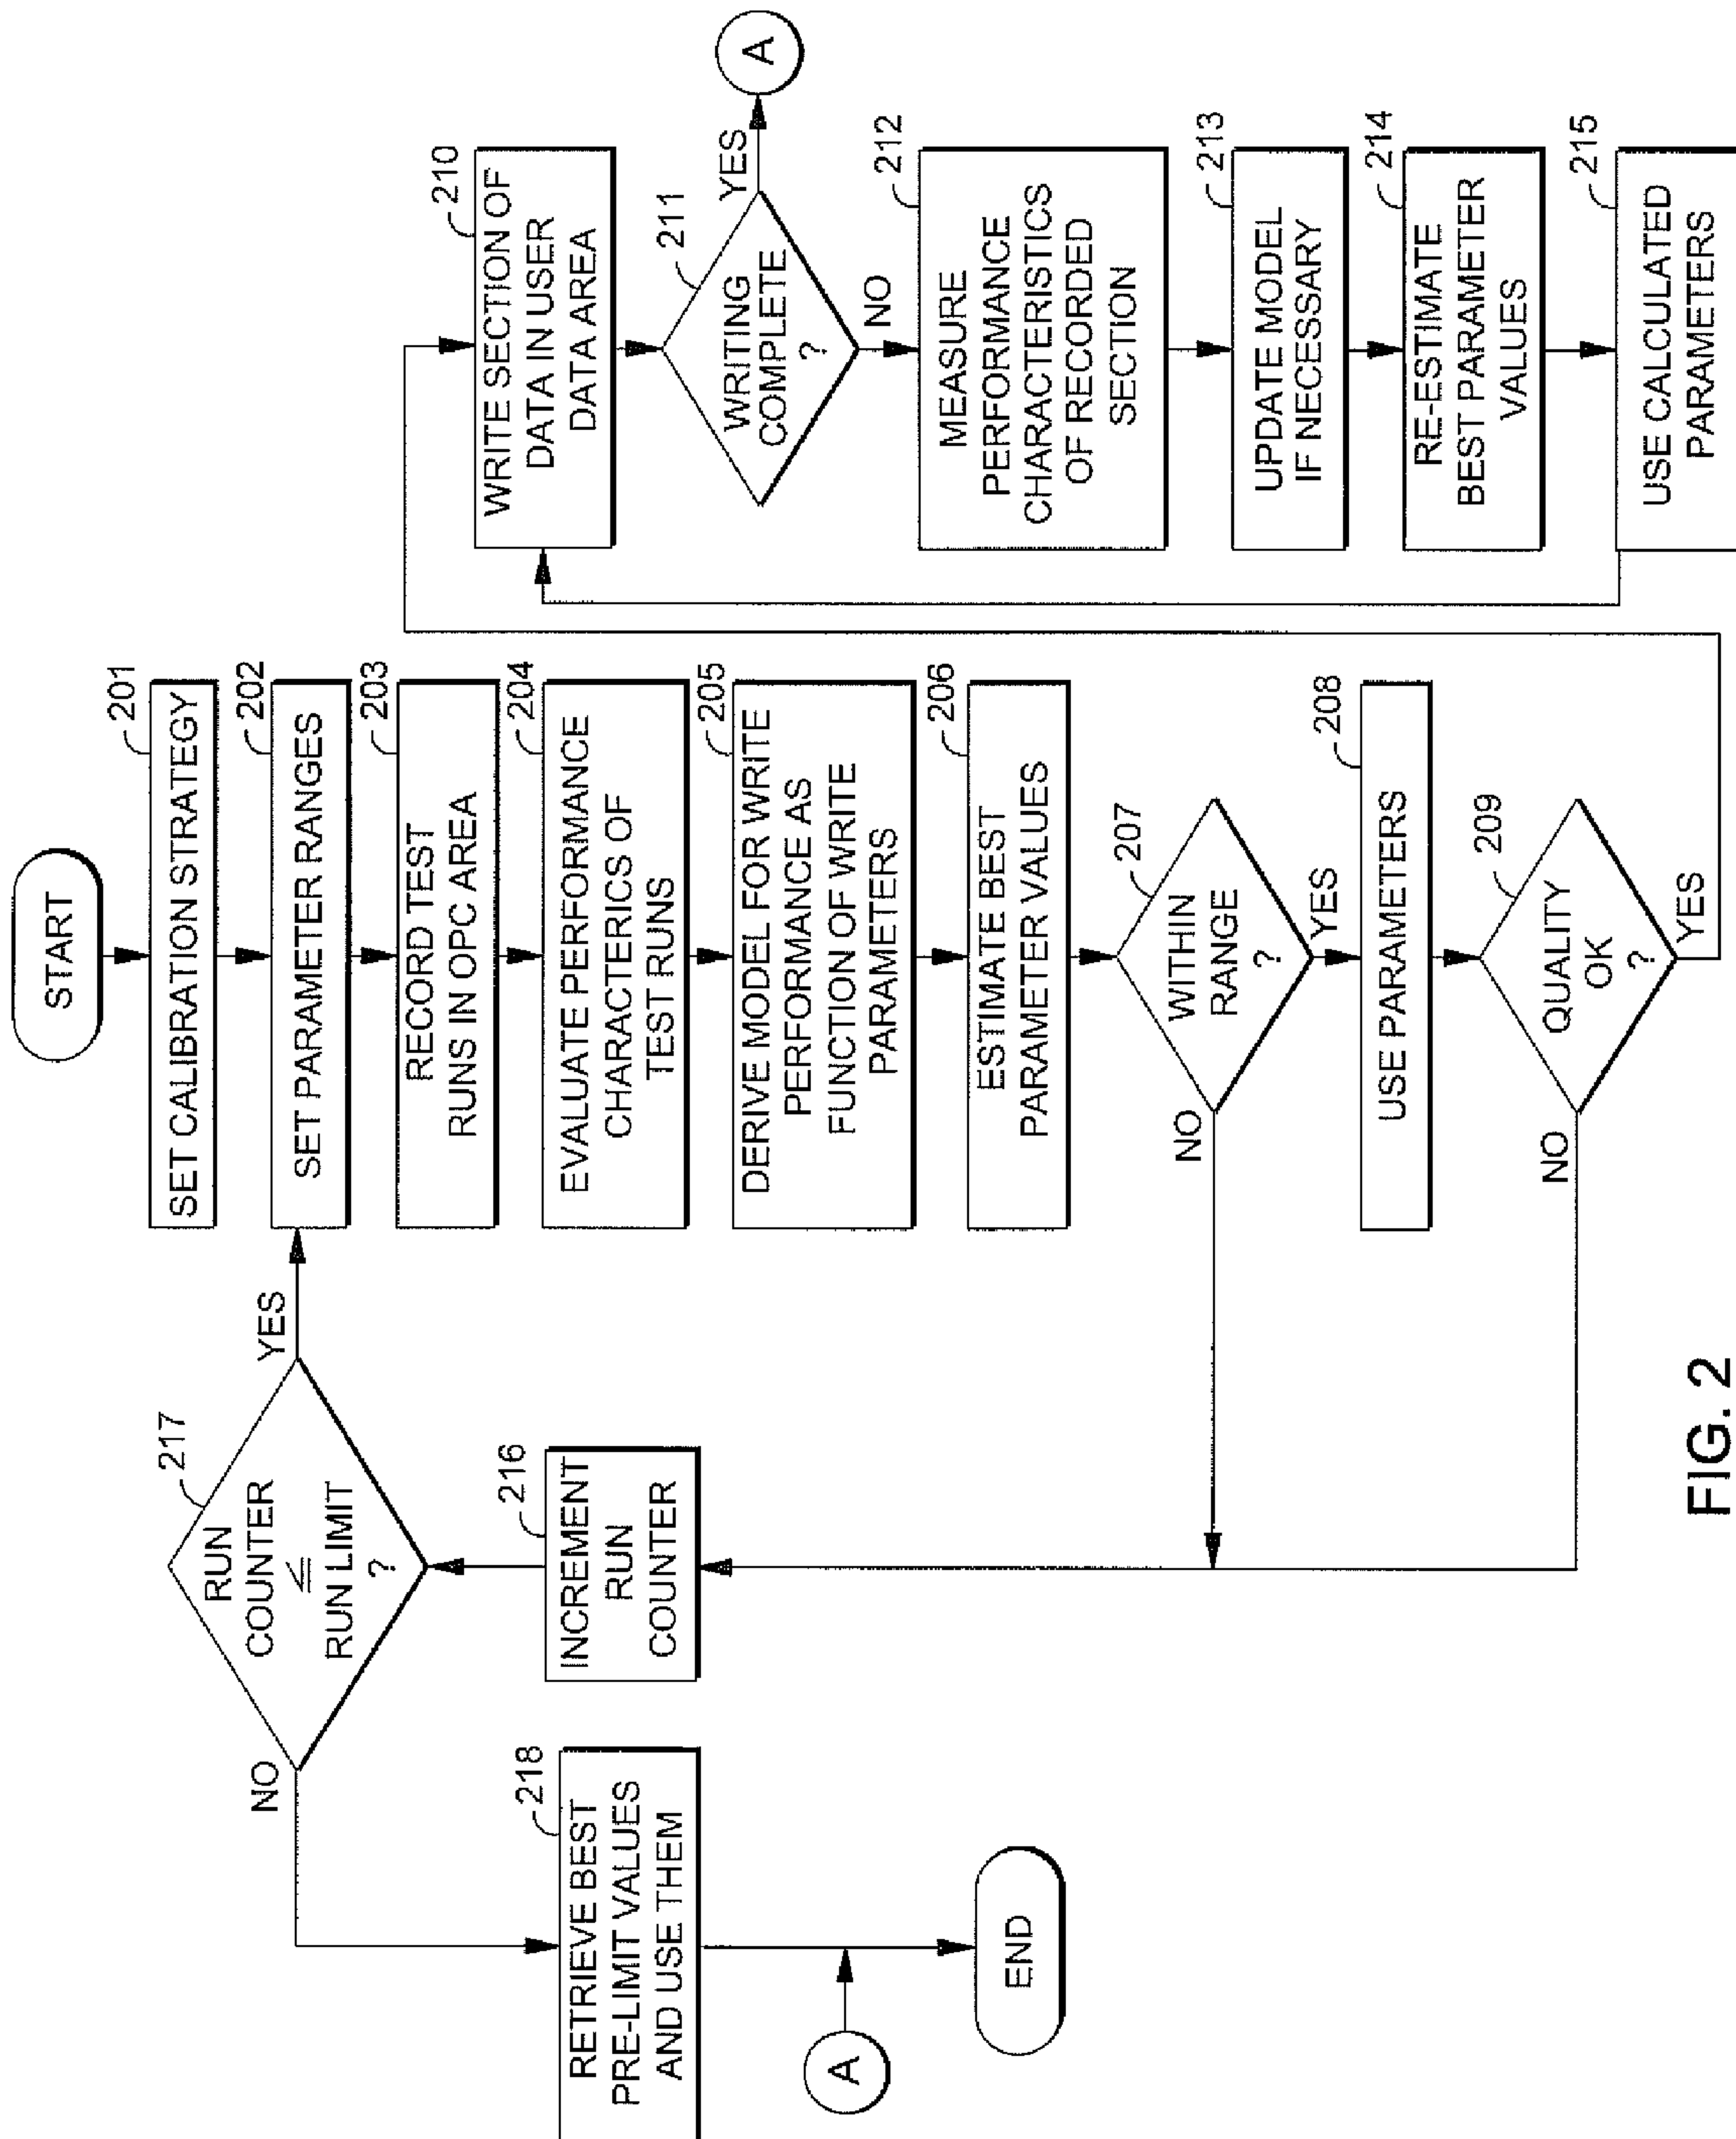 START
201
SET CALIBRATION STRATEGY
202
SET PARAMETER RANGES
203
RECORD TEST
RUNS IN OPC AREA
204
EVALUATE PERFORMANCE
CHARACTERICS OF
TEST RUNS
205
DERIVE MODEL FOR WRITE
PERFORMANCE AS
FUNCTION OF WRITE
PARAMETERS
206
ESTIMATE BEST
PARAMETER VALUES
207
WITHIN
RANGE
?
NO
YES
208
USE PARAMETERS
209
QUALITY
OK
?
NO
YES
210
WRITE SECTION OF
DATA IN USER
DATA AREA
211
WRITING
COMPLETE
?
YES
A
NO
212
MEASURE
PERFORMANCE
CHARACTERISTICS
OF RECORDED
SECTION
213
UPDATE MODEL
IF NECESSARY
214
RE-ESTIMATE
BEST PARAMETER
VALUES
215
USE CALCULATED
PARAMETERS
216
INCREMENT
RUN
COUNTER
217
RUN
COUNTER
≤
RUN LIMIT
?
YES
NO
218
RETRIEVE BEST
PRE-LIMIT VALUES
AND USE THEM
A
END
FIG. 2